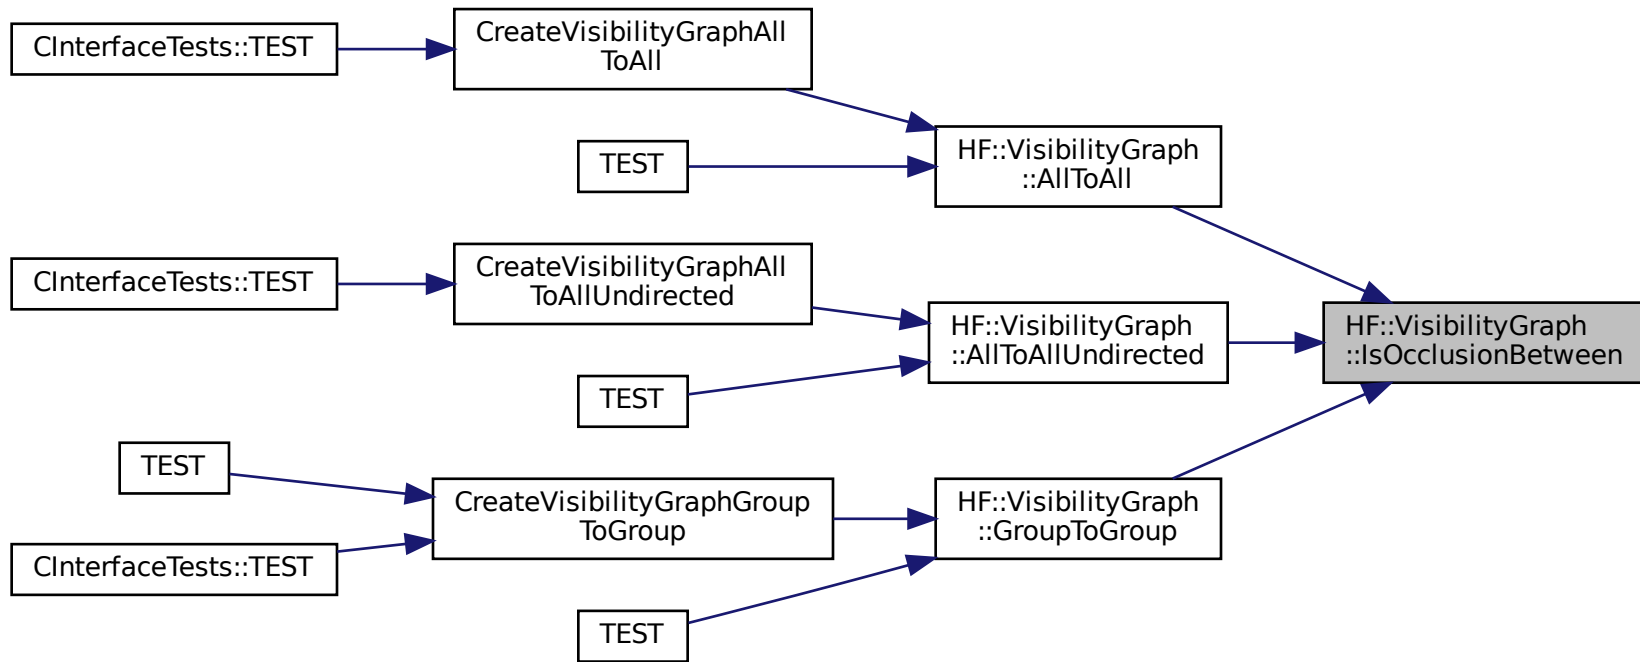 CInterfaceTests::TEST
CreateVisibilityGraphAll
ToAll
TEST
HF::VisibilityGraph
::AllToAll
CInterfaceTests::TEST
CreateVisibilityGraphAll
ToAllUndirected
HF::VisibilityGraph
::AllToAllUndirected
HF::VisibilityGraph
::IsOcclusionBetween
TEST
TEST
CreateVisibilityGraphGroup
ToGroup
HF::VisibilityGraph
::GroupToGroup
CInterfaceTests::TEST
TEST